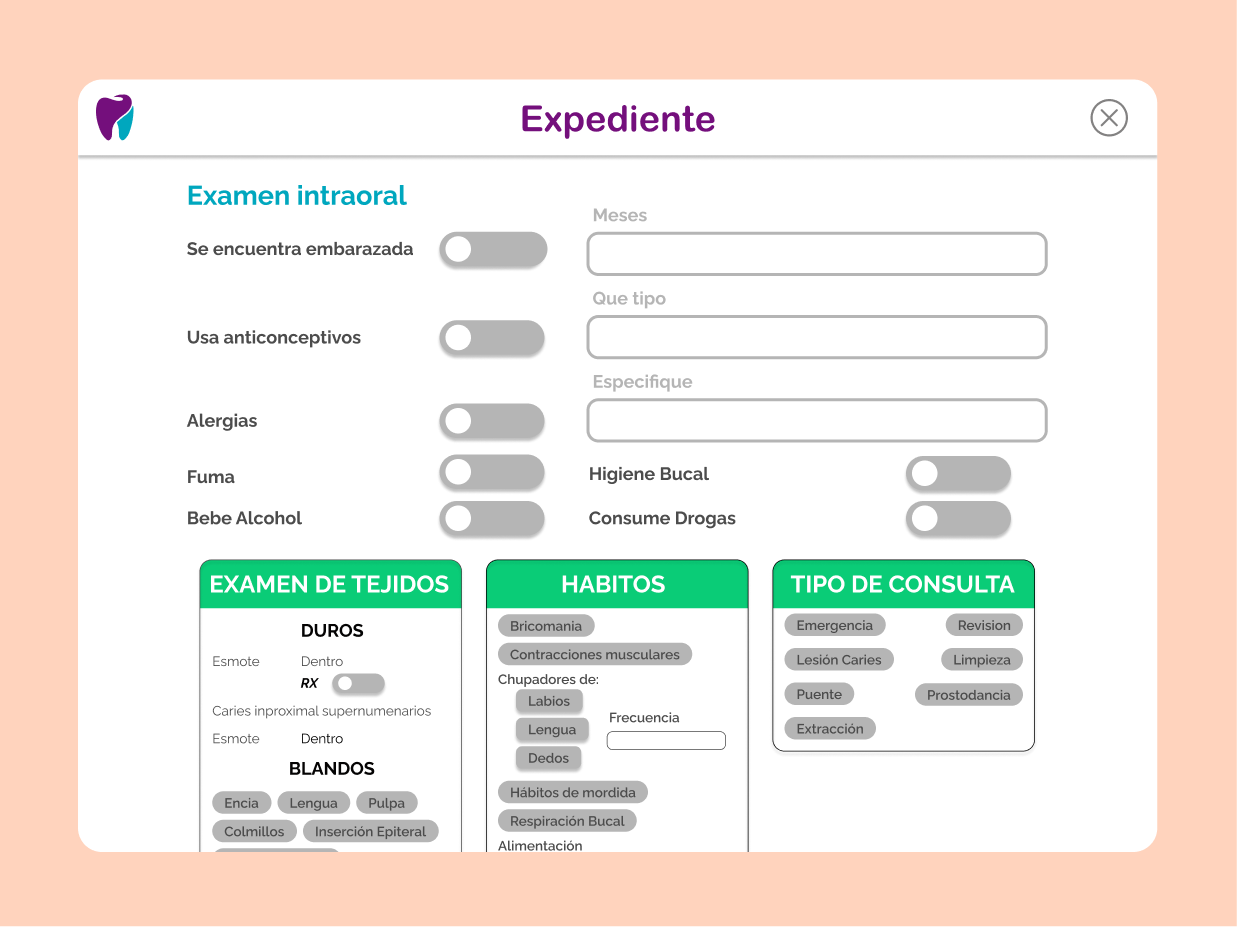 Expediente
Examen intraoral
Meses
Se encuentra embarazada
Que tipo
Usa anticonceptivos
Especifique
Alergias
Fuma
Higiene Bucal
Bebe Alcohol
Consume Drogas
EXAMEN DE TEJIDOS
DUROS
Esmote Dentro
RX
Caries inproximal supernumenarios
Esmote Dentro
BLANDOS
Encia Lengua Pulpa
Colmillos Inserción Epiteral
HABITOS
Bricomania
Contracciones musculares
Chupadores de:
Labios
Frecuencia
Lengua
Dedos
Hábitos de mordida
Respiración Bucal
Alimentación
TIPO DE CONSULTA
Emergencia Revision
Lesión Caries Limpieza
Puente Prostodancia
Extracción